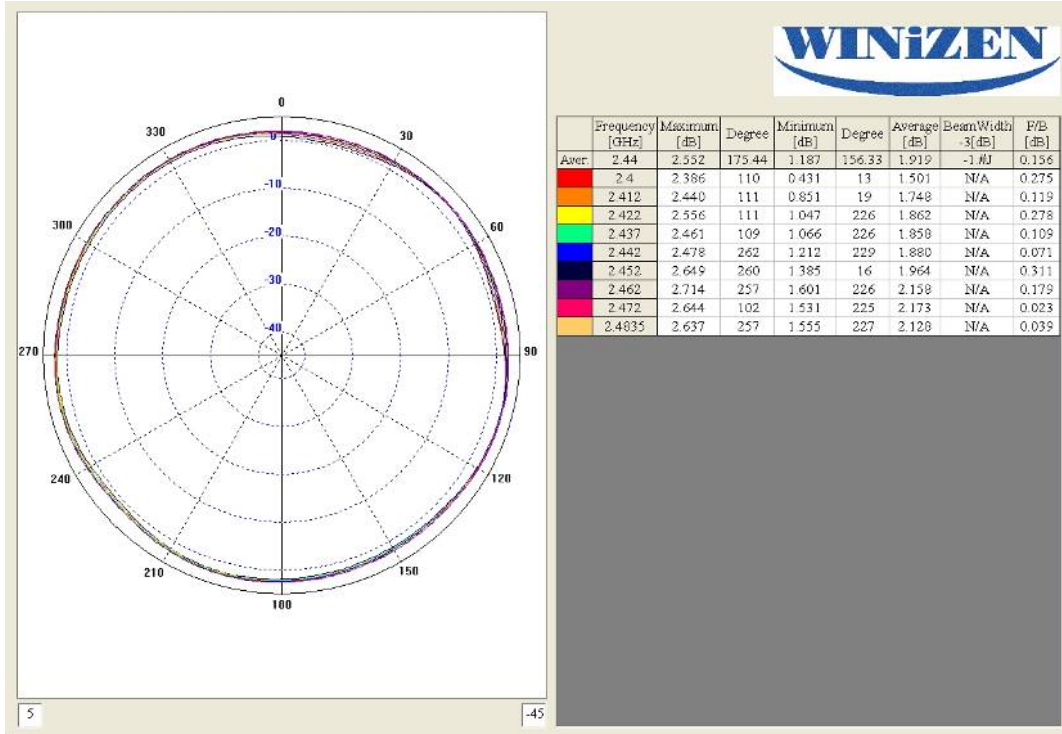 WINiZEN
0
330 30
0
-10
300 60
-20
-30
-40
270 90
240 120
210 150
180
5 -45
Frequency [GHz] Maximum [dB] Degree Minimum [dB] Degree Average [dB] BeamWidth -3[dB] F/B [dB]
Aver. 2.44 2.552 175.44 1.187 156.33 1.919 -1.#IJ 0.156
2.4 2.386 110 0.431 13 1.501 N/A 0.275
2.412 2.440 111 0.851 19 1.748 N/A 0.119
2.422 2.556 111 1.047 226 1.862 N/A 0.278
2.437 2.461 109 1.066 226 1.858 N/A 0.109
2.442 2.478 262 1.212 229 1.880 N/A 0.071
2.452 2.649 260 1.385 16 1.964 N/A 0.311
2.462 2.714 257 1.601 226 2.158 N/A 0.179
2.472 2.644 102 1.531 225 2.173 N/A 0.023
2.4835 2.637 257 1.555 227 2.128 N/A 0.039